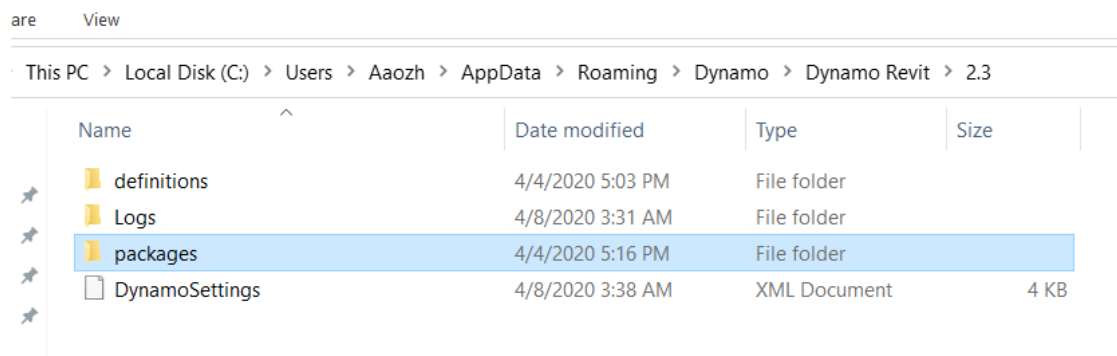 are View
This PC > Local Disk (C:) > Users > Aaozh > AppData > Roaming > Dynamo > Dynamo Revit > 2.3
Name Date modified Type Size
definitions 4/4/2020 5:03 PM File folder
Logs 4/8/2020 3:31 AM File folder
packages 4/4/2020 5:16 PM File folder
DynamoSettings 4/8/2020 3:38 AM XML Document 4 KB